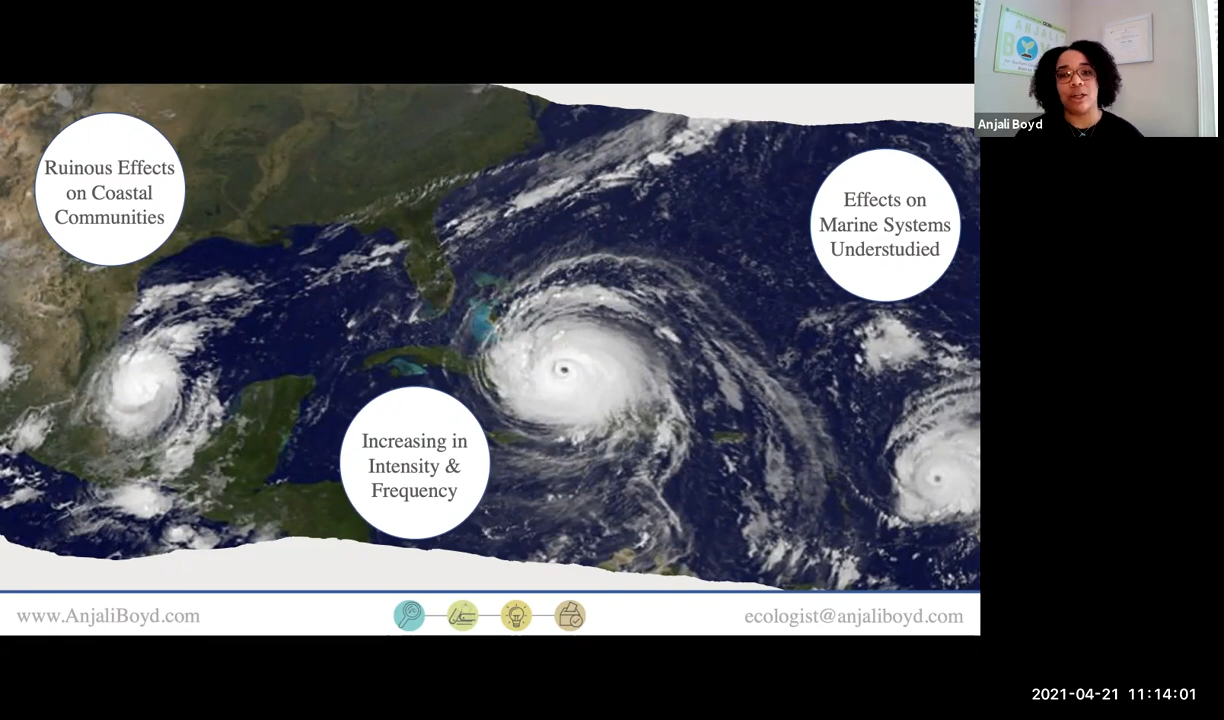 ANJALI
Anjali Boyd
Ruinous Effects
on Coastal
Communities
Effects on
Marine Systems
Understudied
Increasing in
Intensity &
Frequency
www.AnjaliBoyd.com
ecologist@anjaliboyd.com
2021-04-21 11:14:01